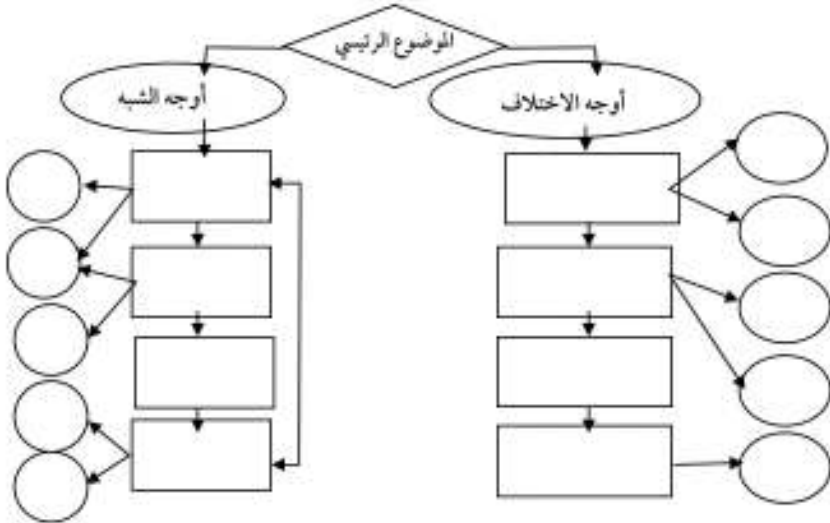 الموضوع الرئيسي
أوجه الاختلاف
أوجه الشبه